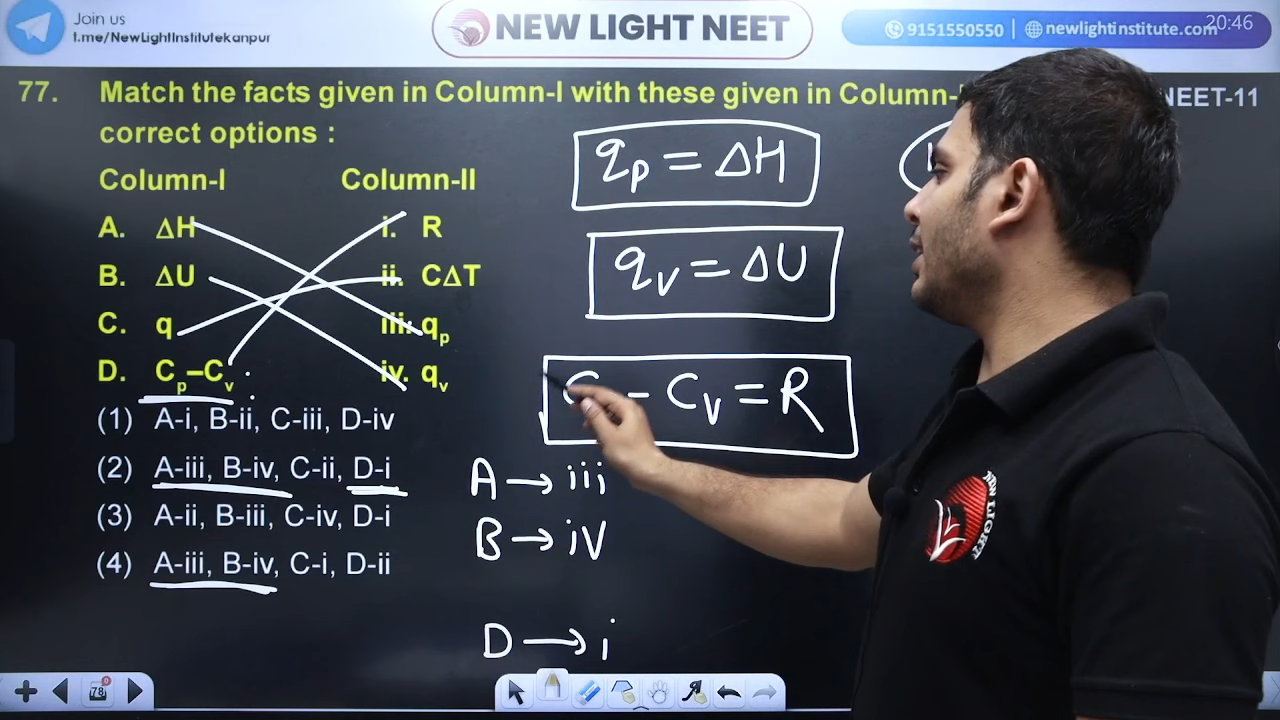 Join us
t.me/NewLightInstitutekanpur
NEW LIGHT NEET
9151550550 | newlightinstitute.com
20:46
77. Match the facts given in Column-I with these given in Column-
NEET-11
correct options :
Column-I Column-II
A. ΔH i. R
B. ΔU ii. CΔT
C. q iii. qp
D. Cp–Cv iv. qv
(1) A-i, B-ii, C-iii, D-iv
(2) A-iii, B-iv, C-ii, D-i
(3) A-ii, B-iii, C-iv, D-i
(4) A-iii, B-iv, C-i, D-ii
qp = ΔH
qv = ΔU
C - Cv = R
A → iii
B → iv
D → i
NEW LIGHT
78